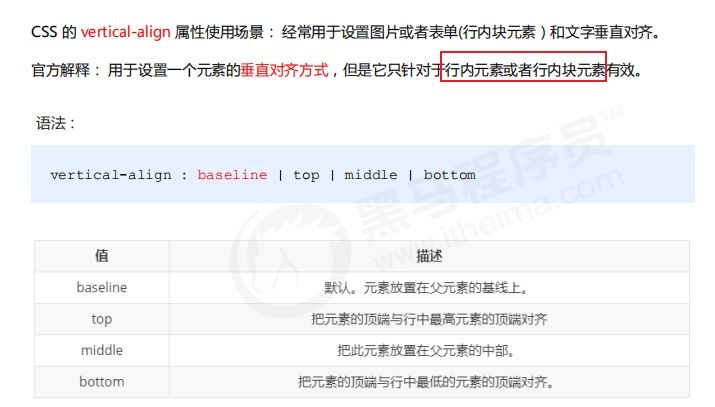 CSS 的 vertical-align 属性使用场景： 经常用于设置图片或者表单(行内块元素 ) 和文字垂直对齐。
官方解释： 用于设置一个元素的垂直对齐方式，但是它只针对于行内元素或者行内块元素有效。
语法：
vertical-align : baseline | top | middle | bottom
值 描述
baseline 默认。元素放置在父元素的基线上。
top 把元素的顶端与行中最高元素的顶端对齐
middle 把此元素放置在父元素的中部。
bottom 把元素的顶端与行中最低的元素的顶端对齐。
黑马程序员™
www.itheima.com